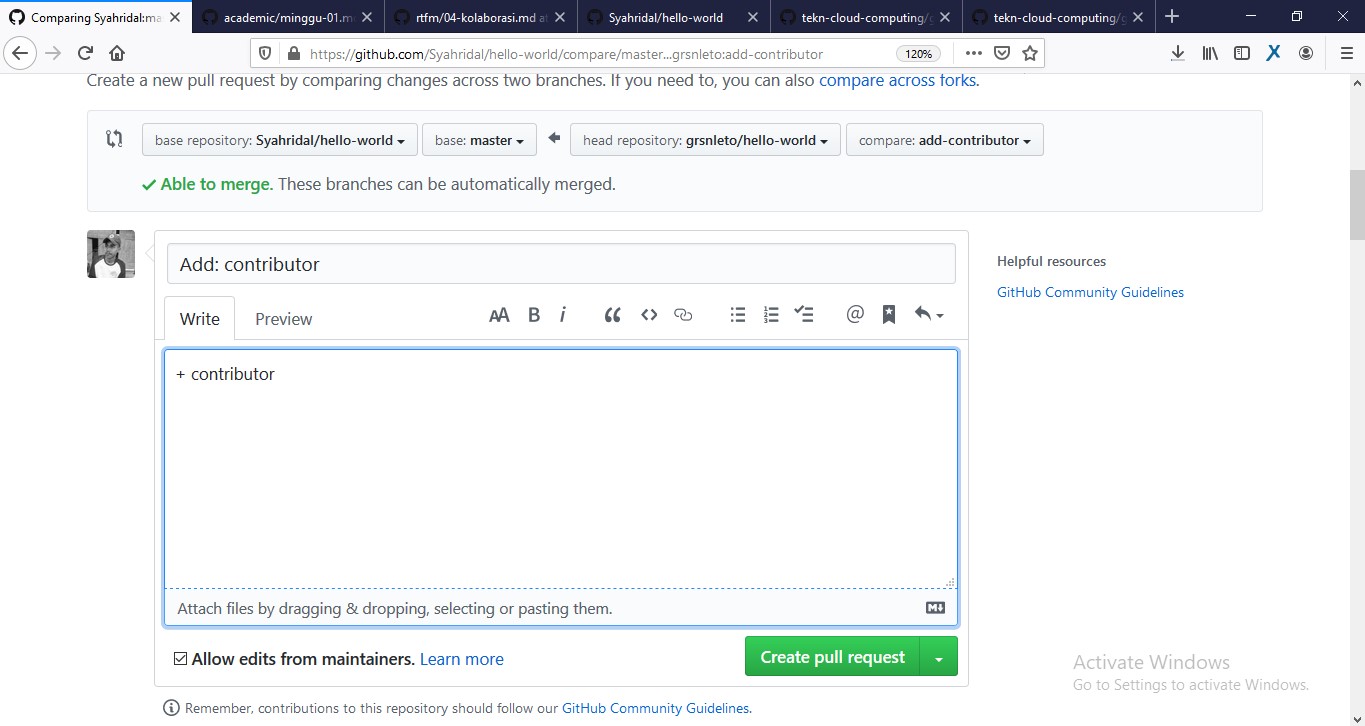 Comparing Syahridal:ma
academic/minggu-01.m
rtfm/04-kolaborasi.md a
Syahridal/hello-world
tekn-cloud-computing/
tekn-cloud-computing/
https://github.com/Syahridal/hello-world/compare/master...grsnleto:add-contributor
120%
Create a new pull request by comparing changes across two branches. If you need to, you can also compare across forks.
base repository: Syahridal/hello-world
base: master
head repository: grsnleto/hello-world
compare: add-contributor
Able to merge. These branches can be automatically merged.
Add: contributor
Helpful resources
GitHub Community Guidelines
Write
Preview
AA B i
@
+ contributor
Attach files by dragging & dropping, selecting or pasting them.
M
Allow edits from maintainers. Learn more
Create pull request
Remember, contributions to this repository should follow our GitHub Community Guidelines.
Activate Windows
Go to Settings to activate Windows.